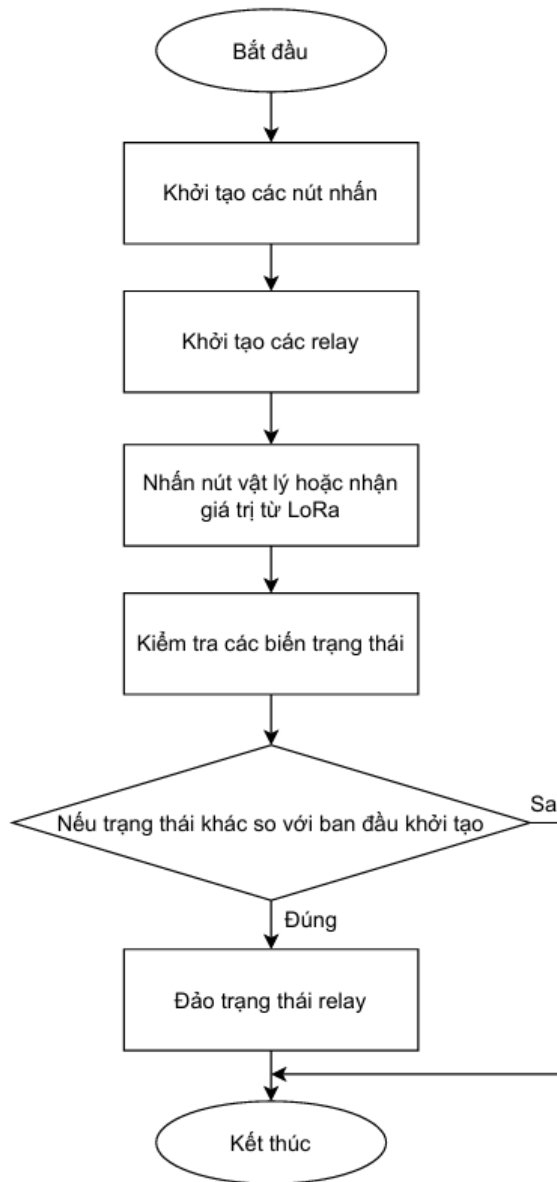 Bắt đầu
Khởi tạo các nút nhấn
Khởi tạo các relay
Nhấn nút vật lý hoặc nhận
giá trị từ LoRa
Kiểm tra các biến trạng thái
Nếu trạng thái khác so với ban đầu khởi tạo
Sa
Đúng
Đảo trạng thái relay
Kết thúc